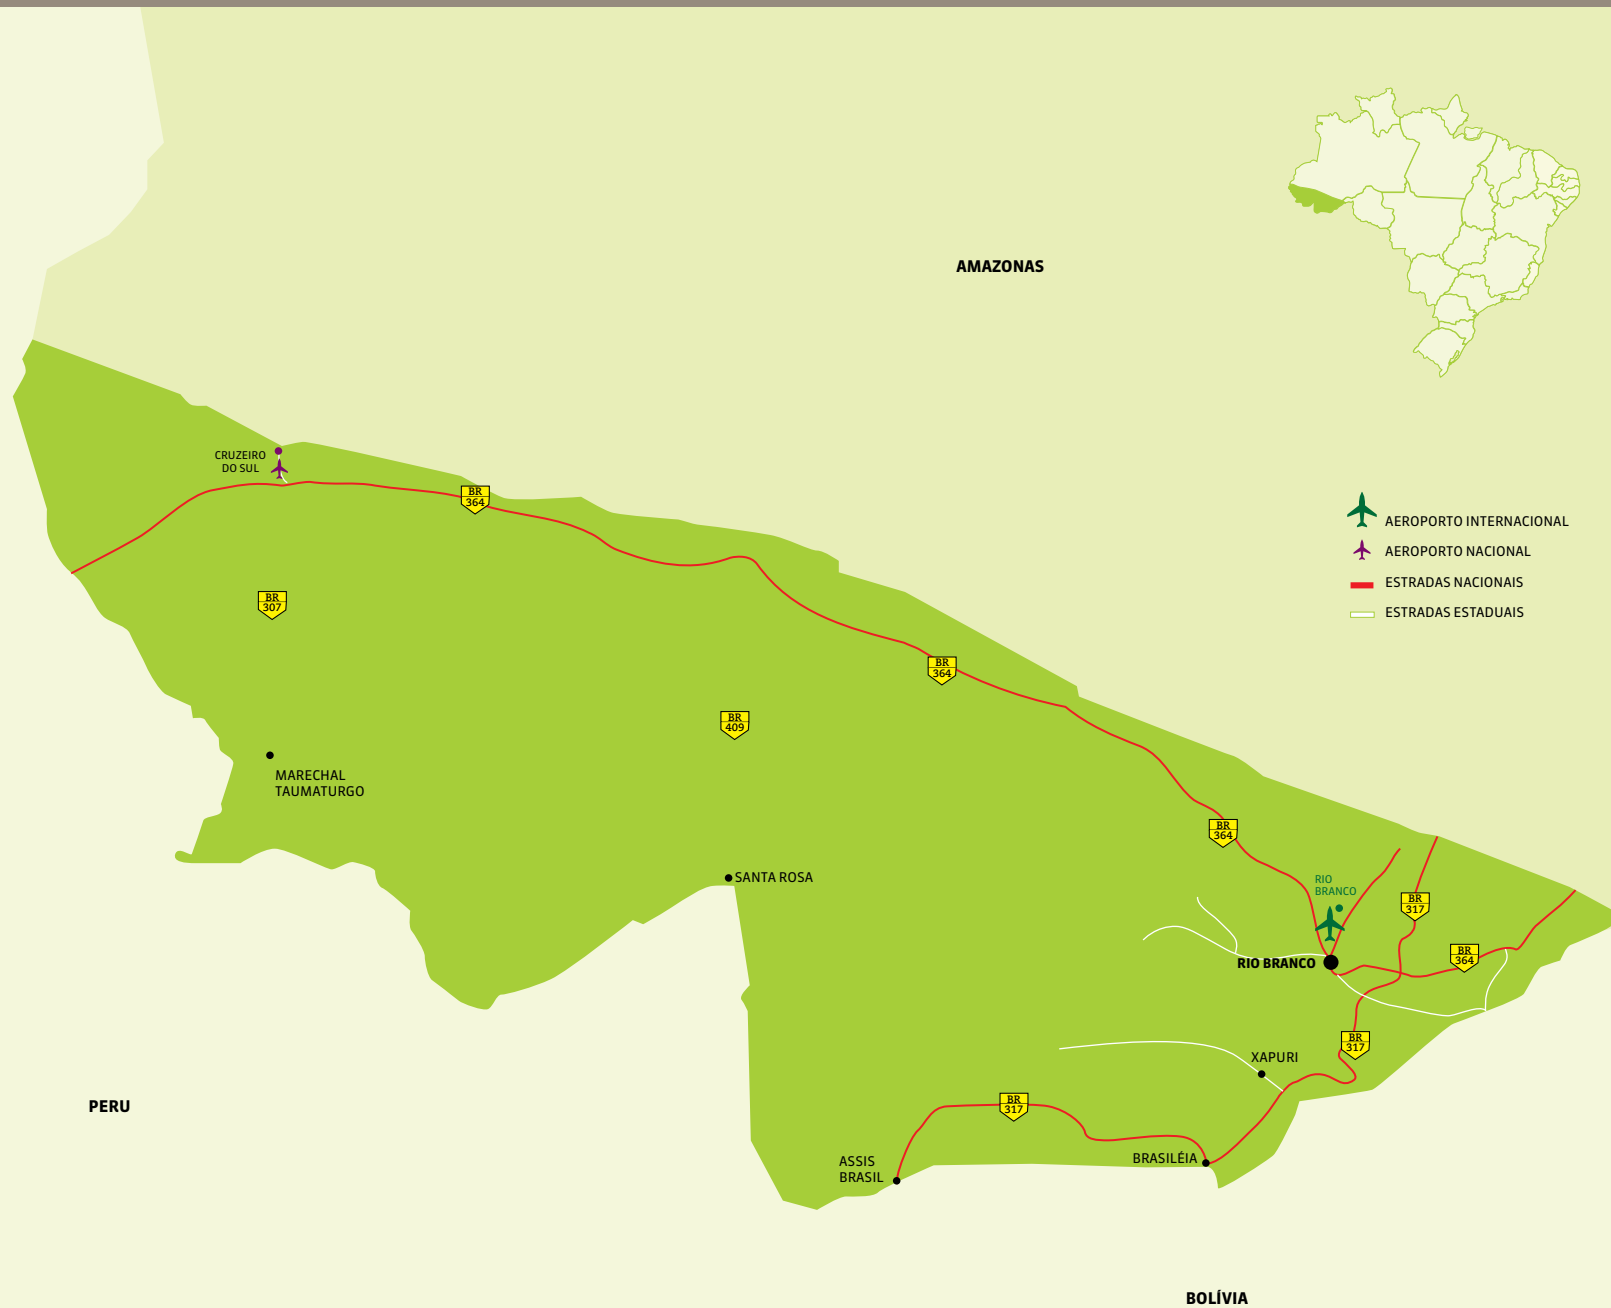 AMAZONAS
CRUZEIRO
DO SUL
BR
364
AEROPORTO INTERNACIONAL
AEROPORTO NACIONAL
ESTRADAS NACIONAIS
ESTRADAS ESTADUAIS
BR
307
BR
364
BR
409
MARECHAL
TAUMATURGO
BR
364
SANTA ROSA
RIO
BRANCO
BR
317
BR
364
RIO BRANCO
BR
317
XAPURI
PERU
BR
317
ASSIS
BRASIL
BRASILÉIA
BOLÍVIA